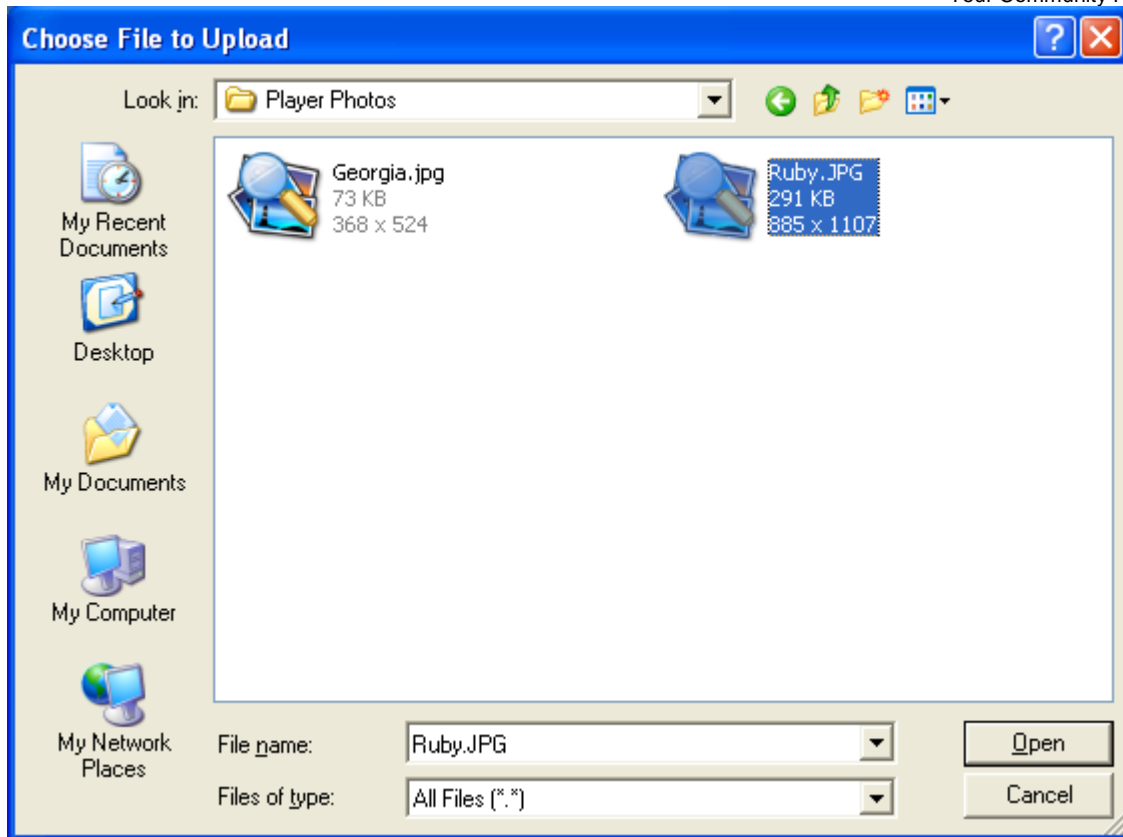 Choose File to Upload
Look in:
Player Photos
Georgia.jpg
73 KB
368 x 524
Ruby.JPG
291 KB
885 x 1107
My Recent
Documents
Desktop
My Documents
My Computer
My Network
Places
File name:
Ruby.JPG
Open
Files of type:
All Files (*.*)
Cancel